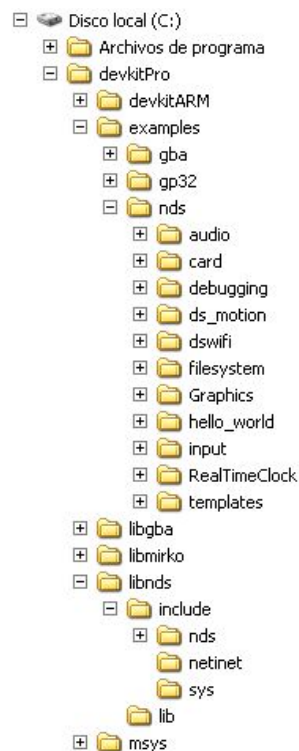 Disco local (C:)
Archivos de programa
devkitPro
devkitARM
examples
gba
gp32
nds
audio
card
debugging
ds_motion
dswifi
filesystem
Graphics
hello_world
input
RealTimeClock
templates
libgba
libmirko
libnds
include
nds
netinet
sys
lib
msys